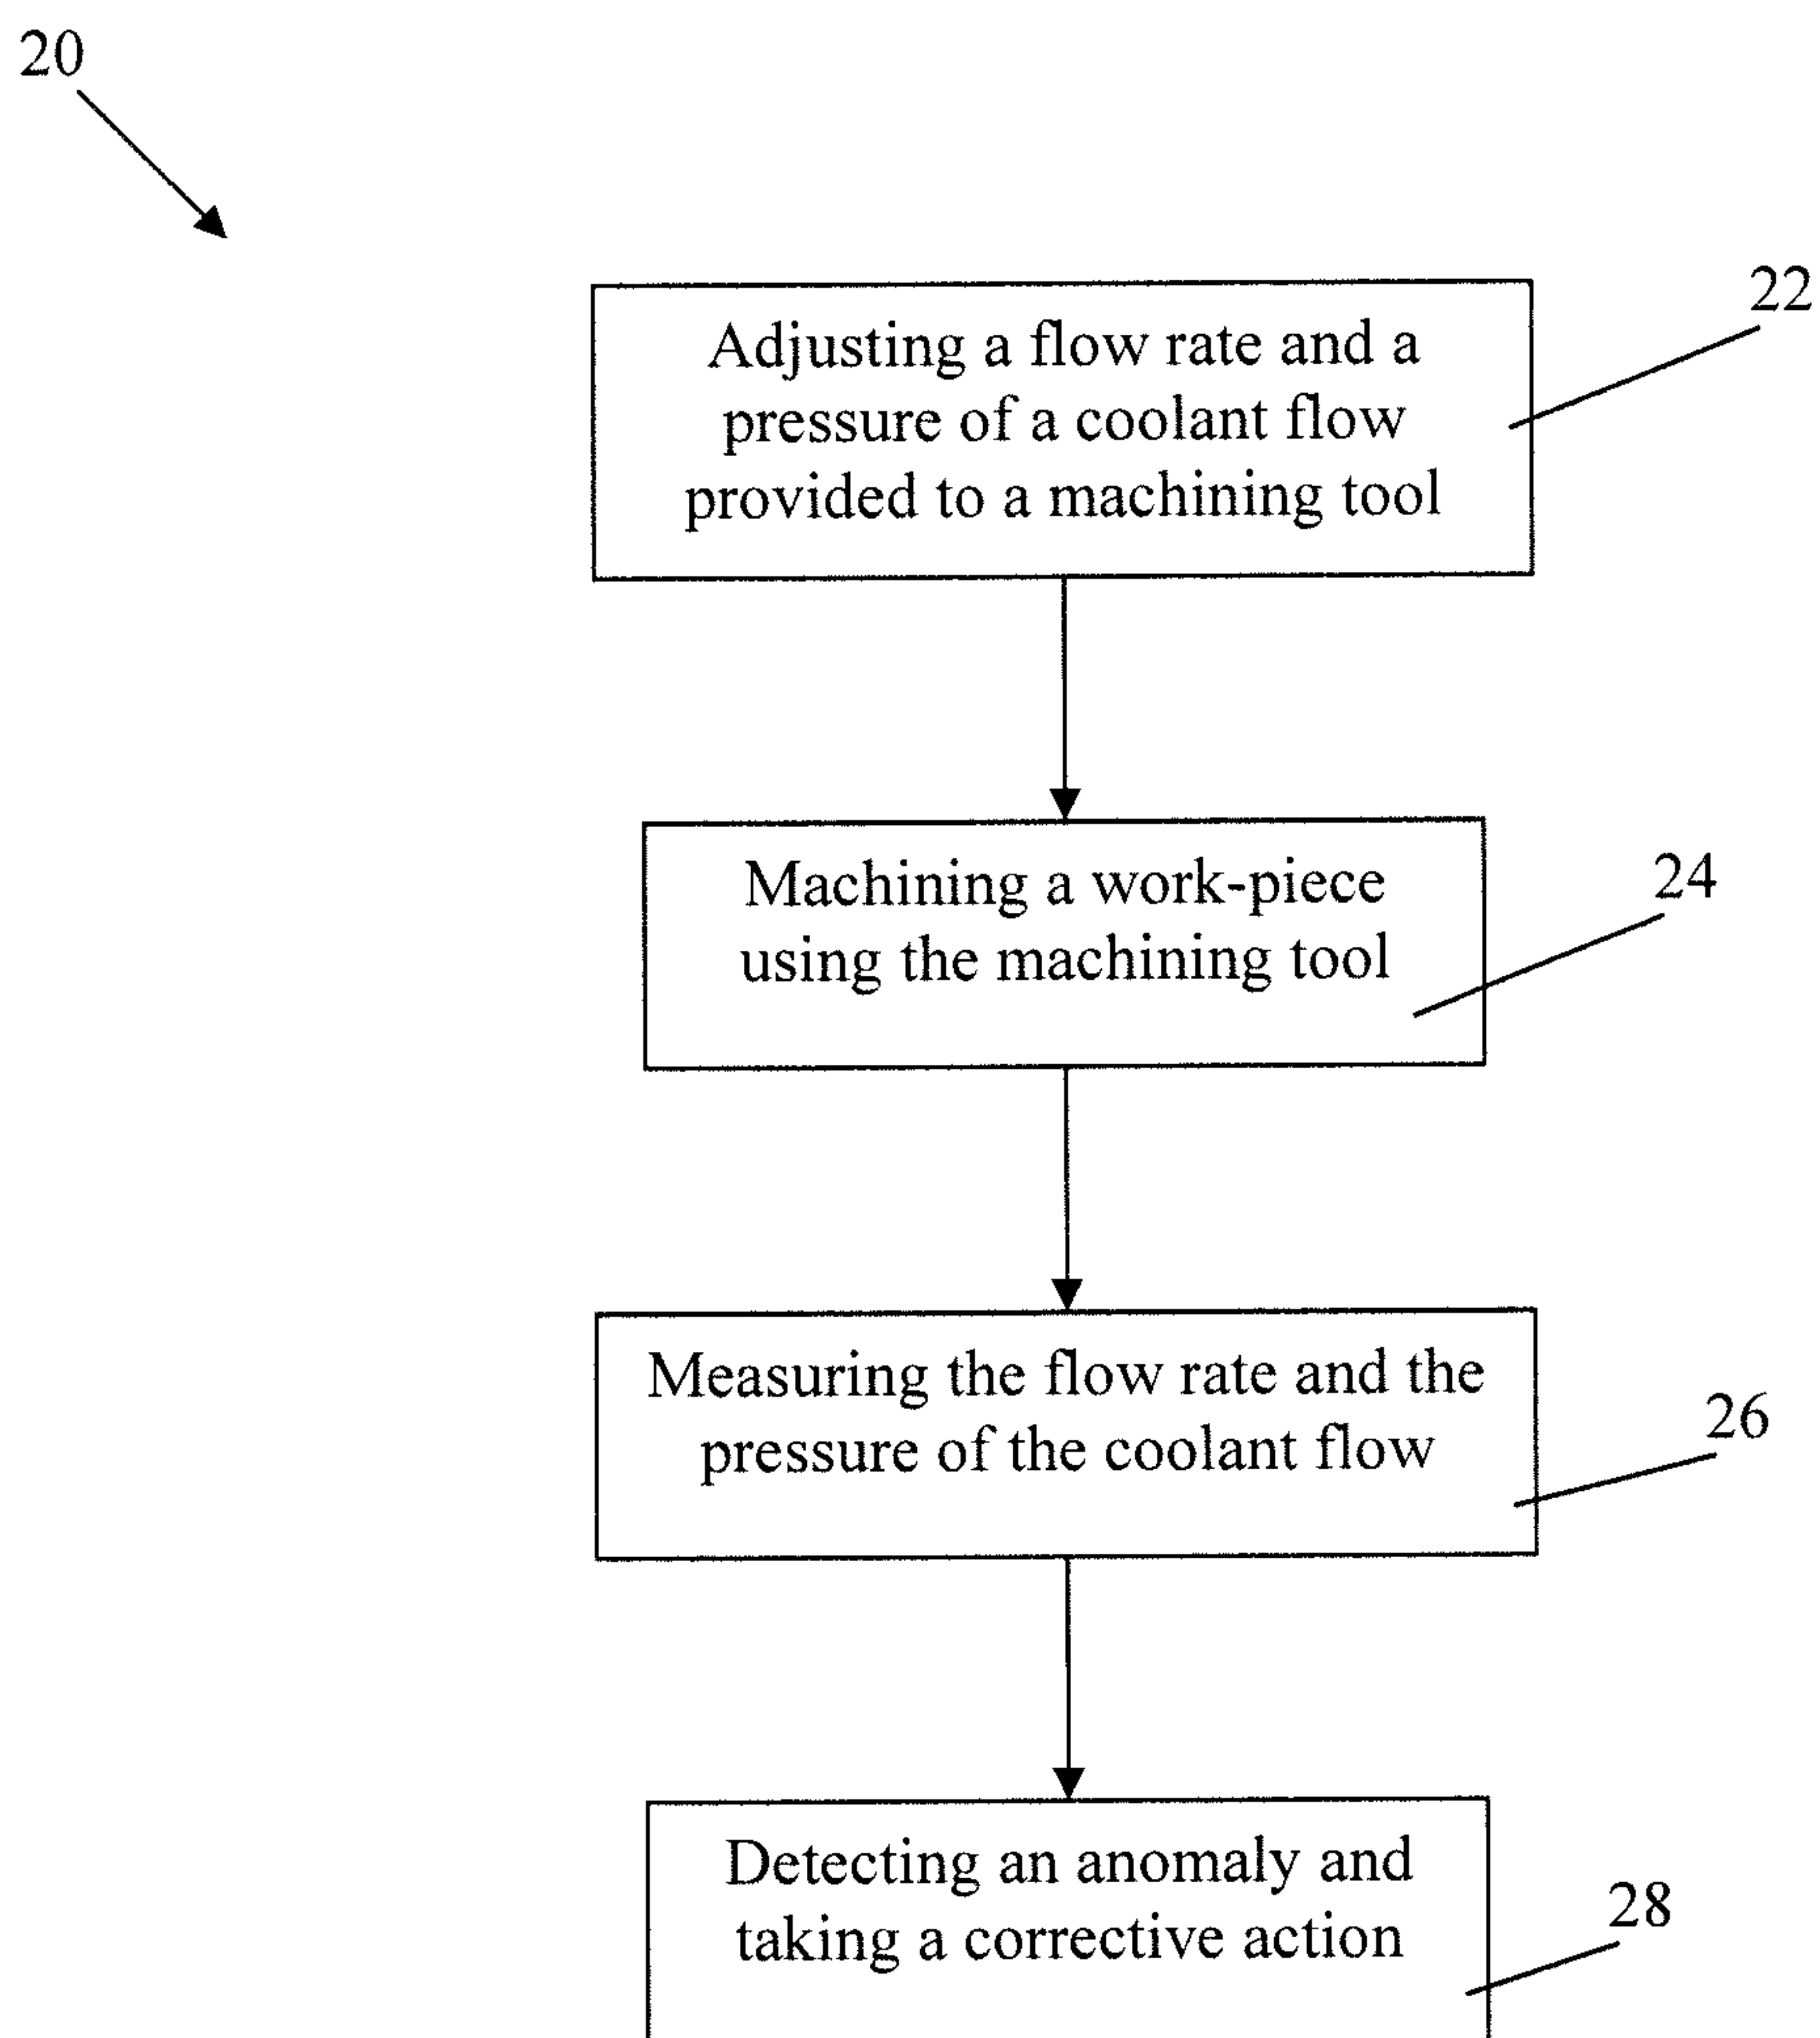 20
22
Adjusting a flow rate and a
pressure of a coolant flow
provided to a machining tool
24
Machining a work-piece
using the machining tool
26
Measuring the flow rate and the
pressure of the coolant flow
28
Detecting an anomaly and
taking a corrective action